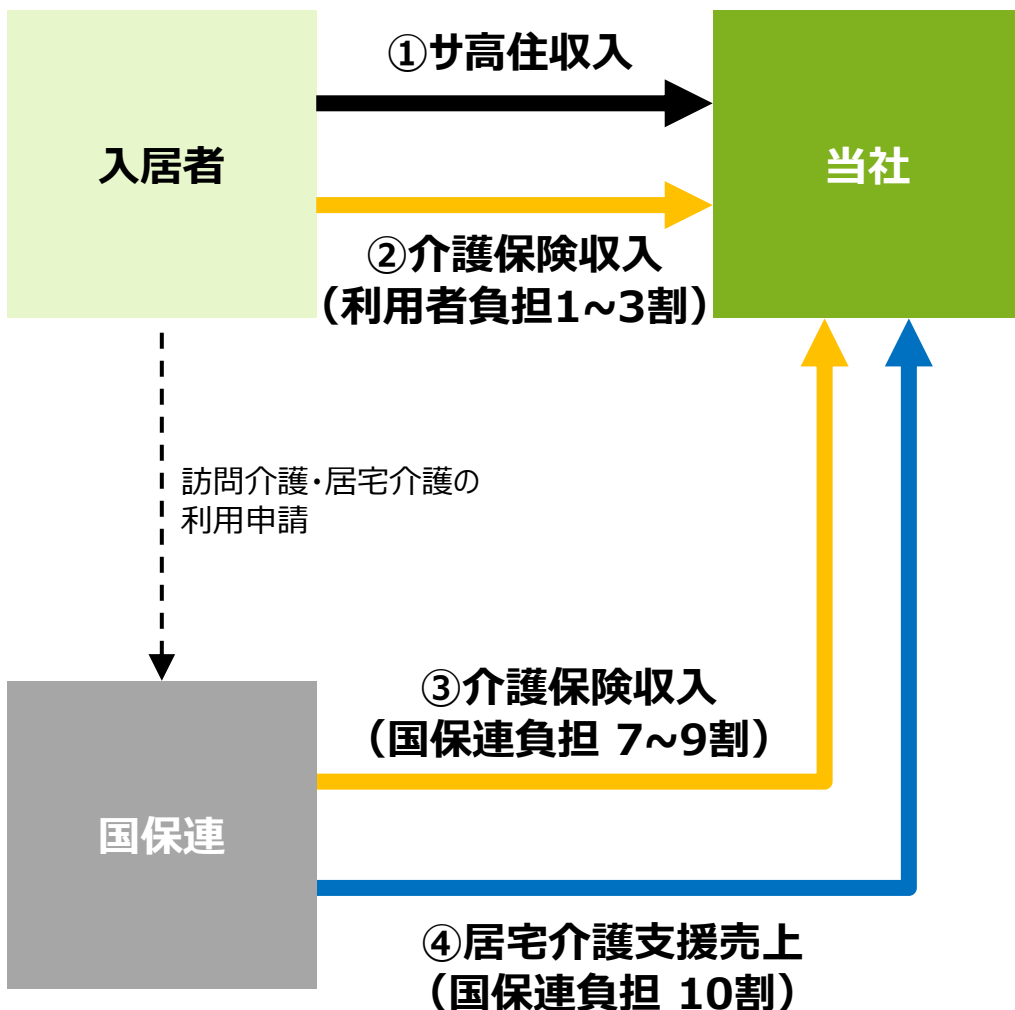 ①サ高住収入
入居者
当社
②介護保険収入
（利用者負担1~3割）
訪問介護・居宅介護の
利用申請
③介護保険収入
（国保連負担 7~9割）
国保連
④居宅介護支援売上
（国保連負担 10割）